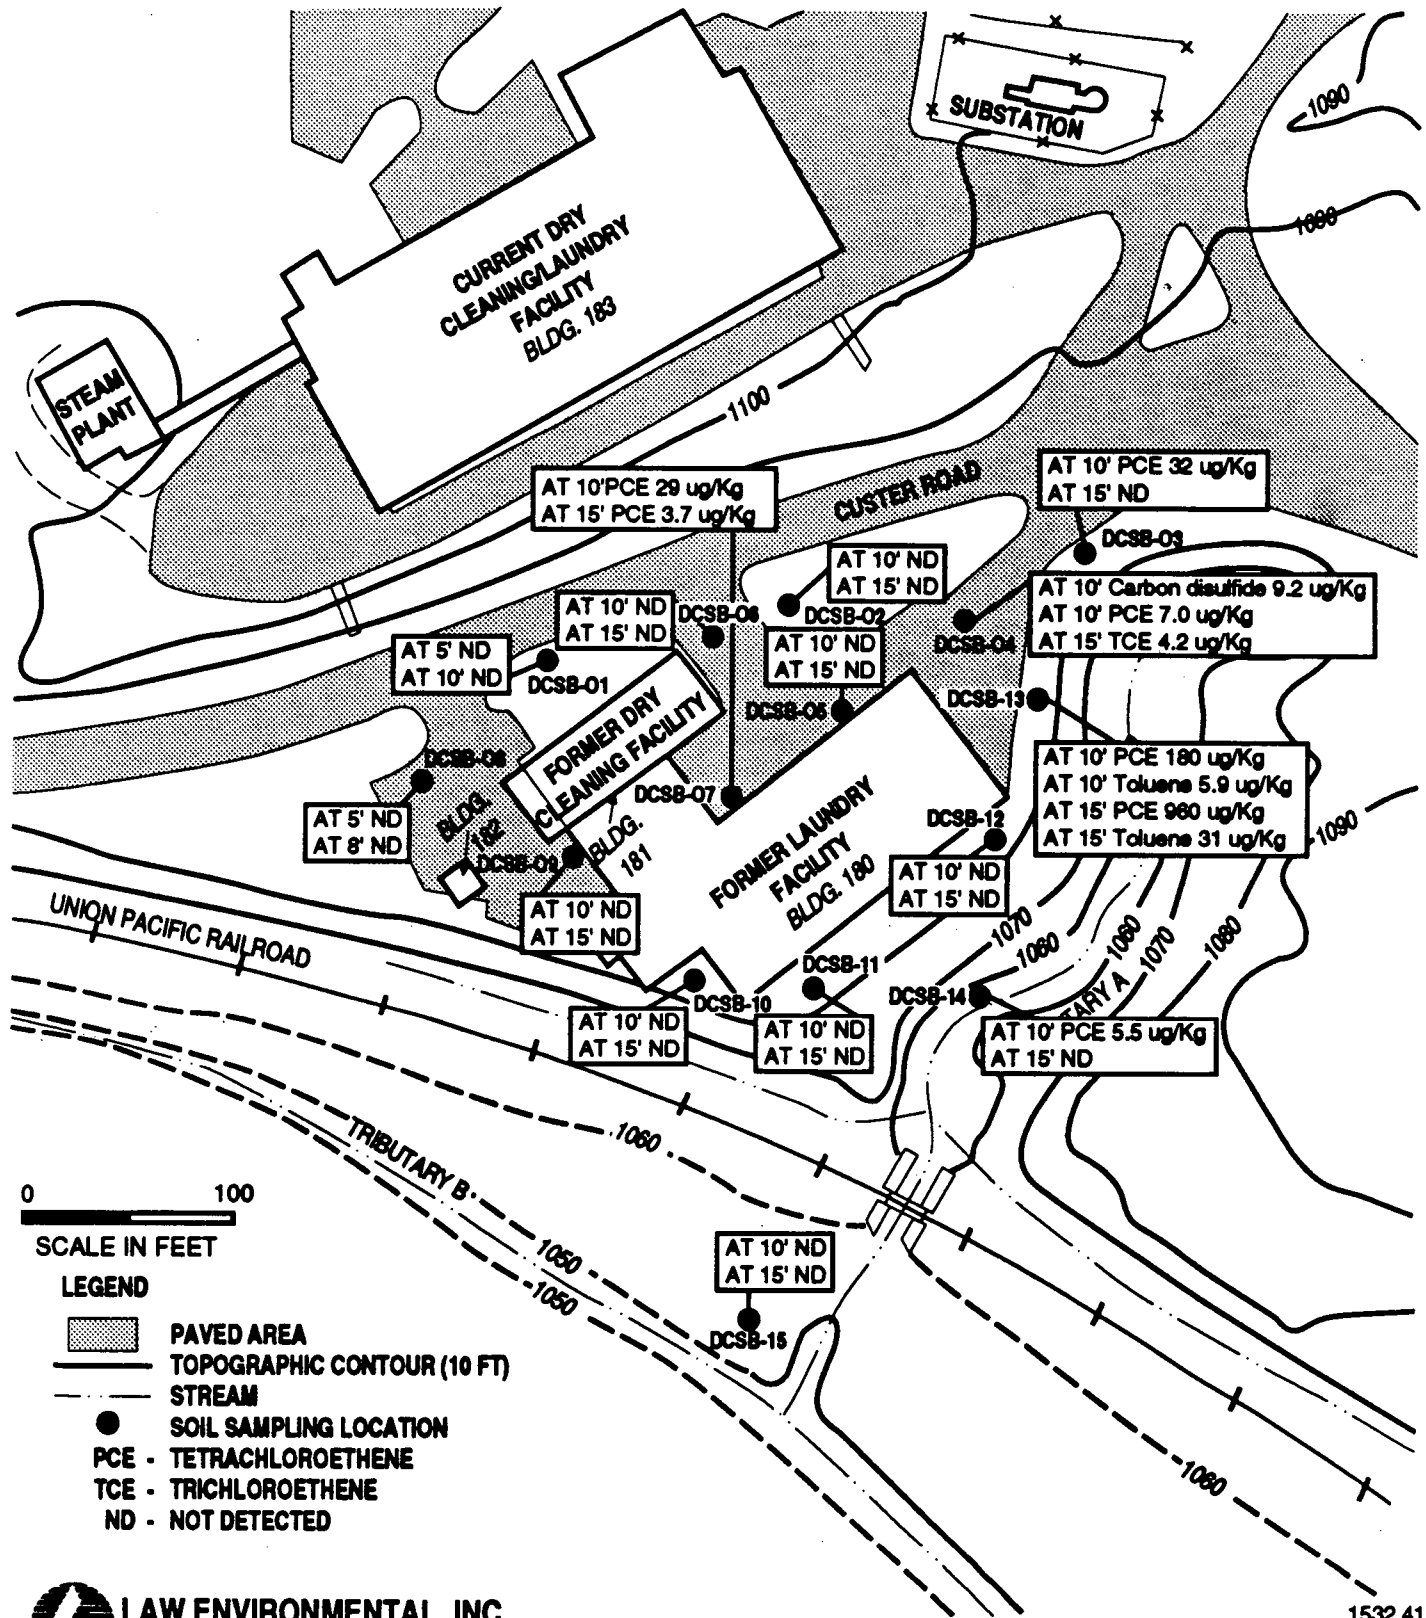 SUBSTATION
1090
1090
CURRENT DRY
CLEANING/LAUNDRY
FACILITY
BLDG. 183
STEAM
PLANT
1100
CUSTER ROAD
AT 10' PCE 32 ug/Kg
AT 15' ND
AT 10'PCE 29 ug/Kg
AT 15' PCE 3.7 ug/Kg
DCSB-03
AT 10' ND
AT 15' ND
AT 10' Carbon disulfide 9.2 ug/Kg
AT 10' PCE 7.0 ug/Kg
AT 15' TCE 4.2 ug/Kg
AT 10' ND
AT 15' ND
DCSB-06
DCSB-02
DCSB-04
AT 10' ND
AT 15' ND
AT 5' ND
AT 10' ND
DCSB-01
DCSB-13
DCSB-05
FORMER DRY
CLEANING FACILITY
AT 10' PCE 180 ug/Kg
AT 10' Toluene 5.9 ug/Kg
AT 15' PCE 960 ug/Kg
AT 15' Toluene 31 ug/Kg
DCSB-08
DCSB-07
1090
AT 5' ND
AT 8' ND
BLDG.
182
BLDG.
181
DCSB-12
FORMER LAUNDRY
FACILITY
BLDG. 180
DCSB-09
AT 10' ND
AT 15' ND
AT 10' ND
AT 15' ND
UNION PACIFIC RAILROAD
1070
1060
1060
1070
1080
DCSB-11
DCSB-10
DCSB-14
TARY A
AT 10' ND
AT 15' ND
AT 10' ND
AT 15' ND
AT 10' PCE 5.5 ug/Kg
AT 15' ND
1060
TRIBUTARY B
0 100
SCALE IN FEET
1050
1050
AT 10' ND
AT 15' ND
DCSB-15
LEGEND
PAVED AREA
TOPOGRAPHIC CONTOUR (10 FT)
STREAM
SOIL SAMPLING LOCATION
PCE - TETRACHLOROETHENE
TCE - TRICHLOROETHENE
ND - NOT DETECTED
1060
LAW ENVIRONMENTAL, INC.
1532.41